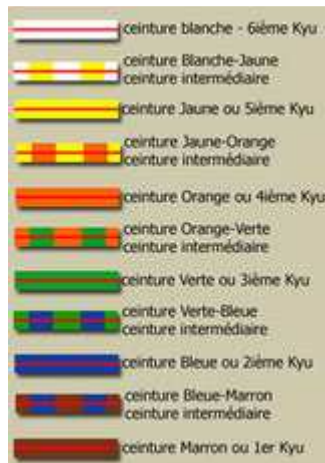 ceinture blanche - 6ième Kyu
ceinture Blanche-Jaune
ceinture intermédiaire
ceinture Jaune ou 5ième Kyu
ceinture Jaune-Orange
ceinture intermédiaire
ceinture Orange ou 4ième Kyu
ceinture Orange-Verte
ceinture intermédiaire
ceinture Verte ou 3ième Kyu
ceinture Verte-Bleue
ceinture intermédiaire
ceinture Bleue ou 2ième Kyu
ceinture Bleue-Marron
ceinture intermédiaire
ceinture Marron ou 1er Kyu